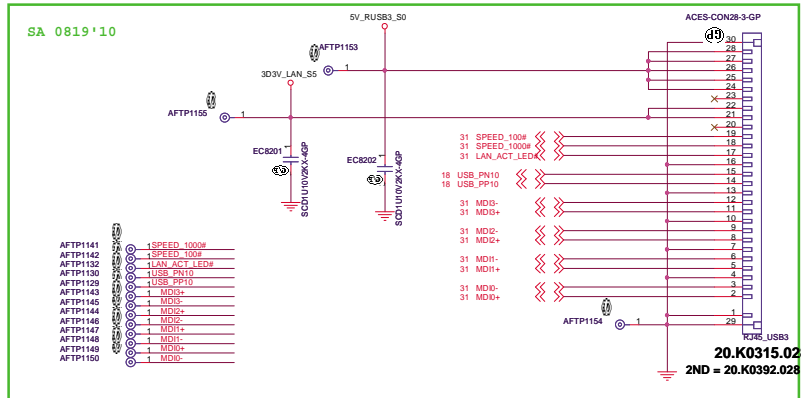 SA 0819'10
5V_RUSB3_S0
ACES-CON28-3-GP
AFTP1153
1
3D3V_LAN_S5
AFTP1155
1
EC8201
SCD1U10V2KX-4GP
EC8202
SCD1U10V2KX-4GP
30
28
27
26
25
24
23
22
21
20
19
18
17
16
15
14
13
12
11
10
9
8
7
6
5
4
3
2
1
29
31 SPEED_100#
31 SPEED_1000#
31 LAN_ACT_LED#
18 USB_PN10
18 USB_PP10
31 MDI3-
31 MDI3+
31 MDI2-
31 MDI2+
31 MDI1-
31 MDI1+
31 MDI0-
31 MDI0+
AFTP1154
1
RJ45_USB3
20.K0315.02
2ND = 20.K0392.028
AFTP1141 1 SPEED_1000#
AFTP1142 1 SPEED_100#
AFTP1132 1 LAN_ACT_LED#
AFTP1130 1 USB_PN10
AFTP1129 1 USB_PP10
AFTP1143 1 MDI3+
AFTP1145 1 MDI3-
AFTP1144 1 MDI2+
AFTP1146 1 MDI2-
AFTP1147 1 MDI1+
AFTP1148 1 MDI1-
AFTP1149 1 MDI0+
AFTP1150 1 MDI0-